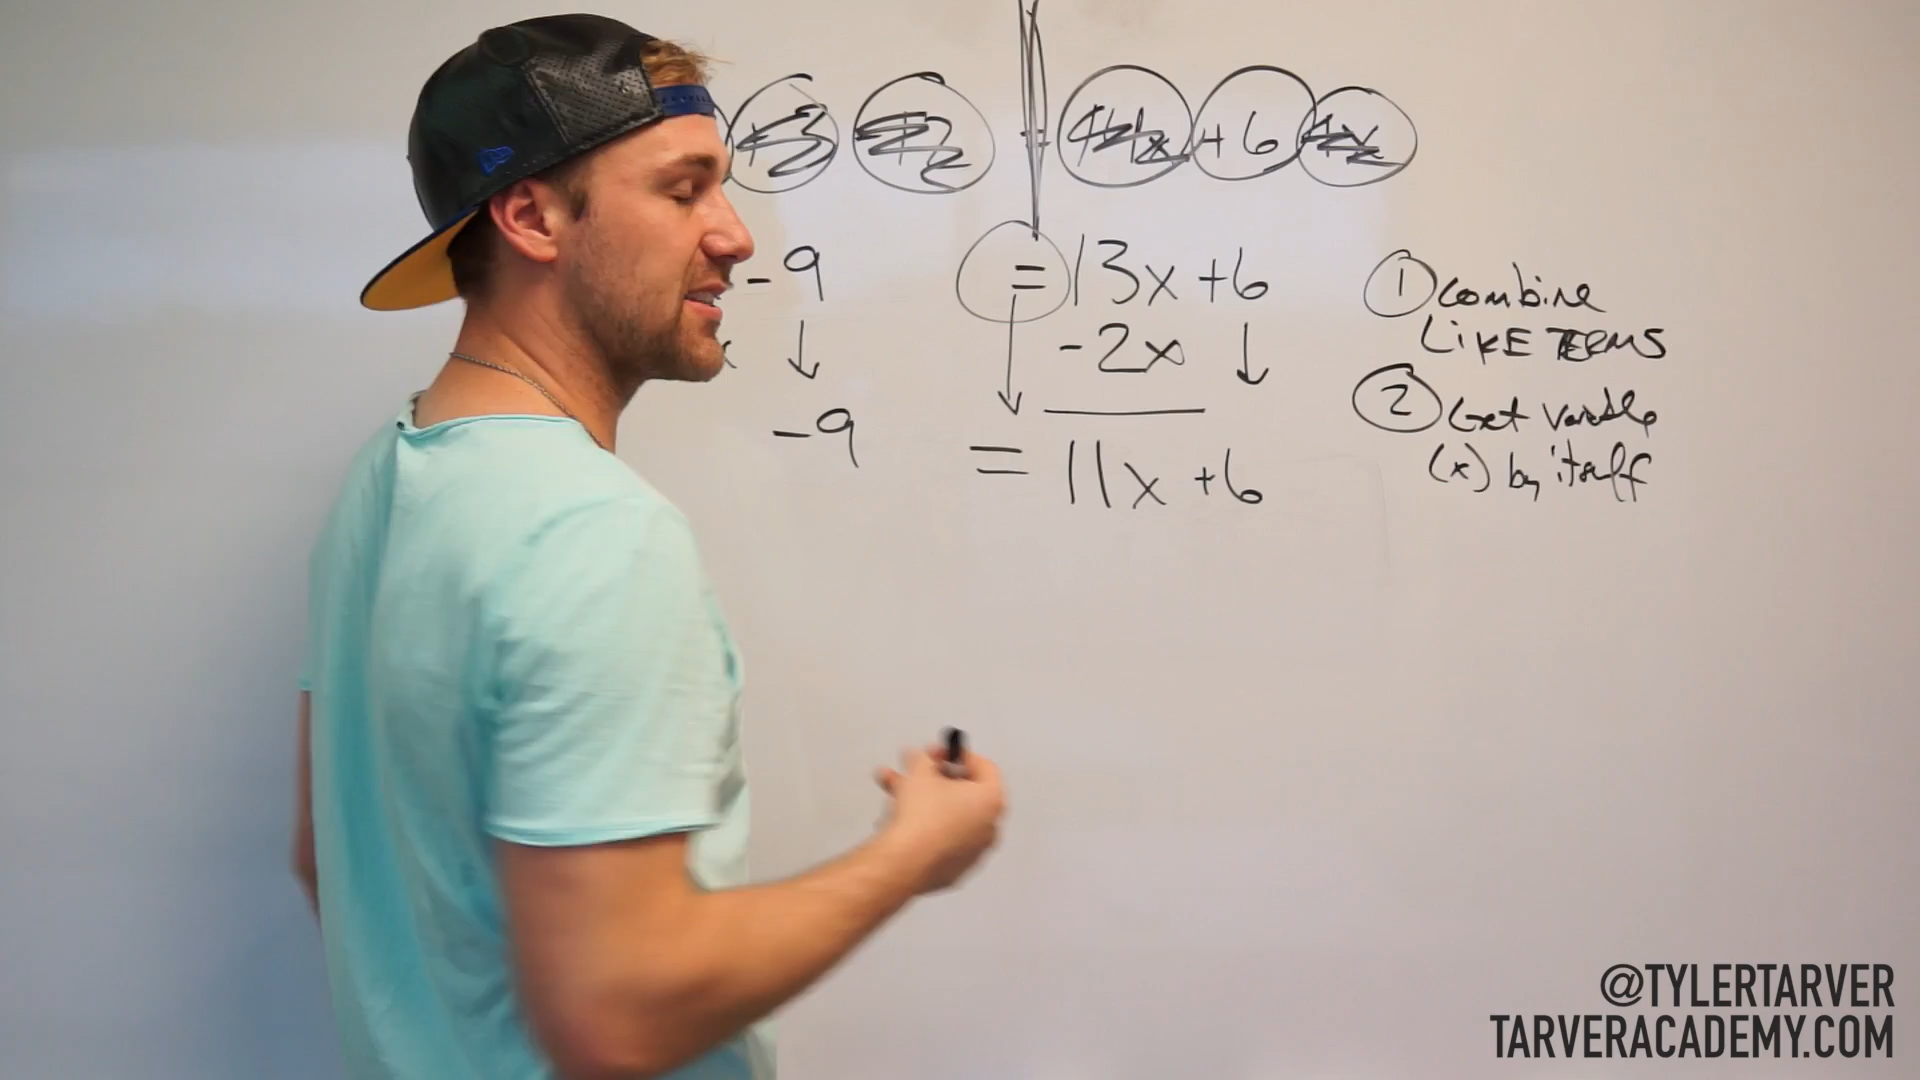 = + 6
- 9 = 13x + 6
- 2x
- 9 = 11x + 6
① combine
LIKE TERMS
② Get variable
(x) by itself
@TYLERTARVER
TARVERACADEMY.COM